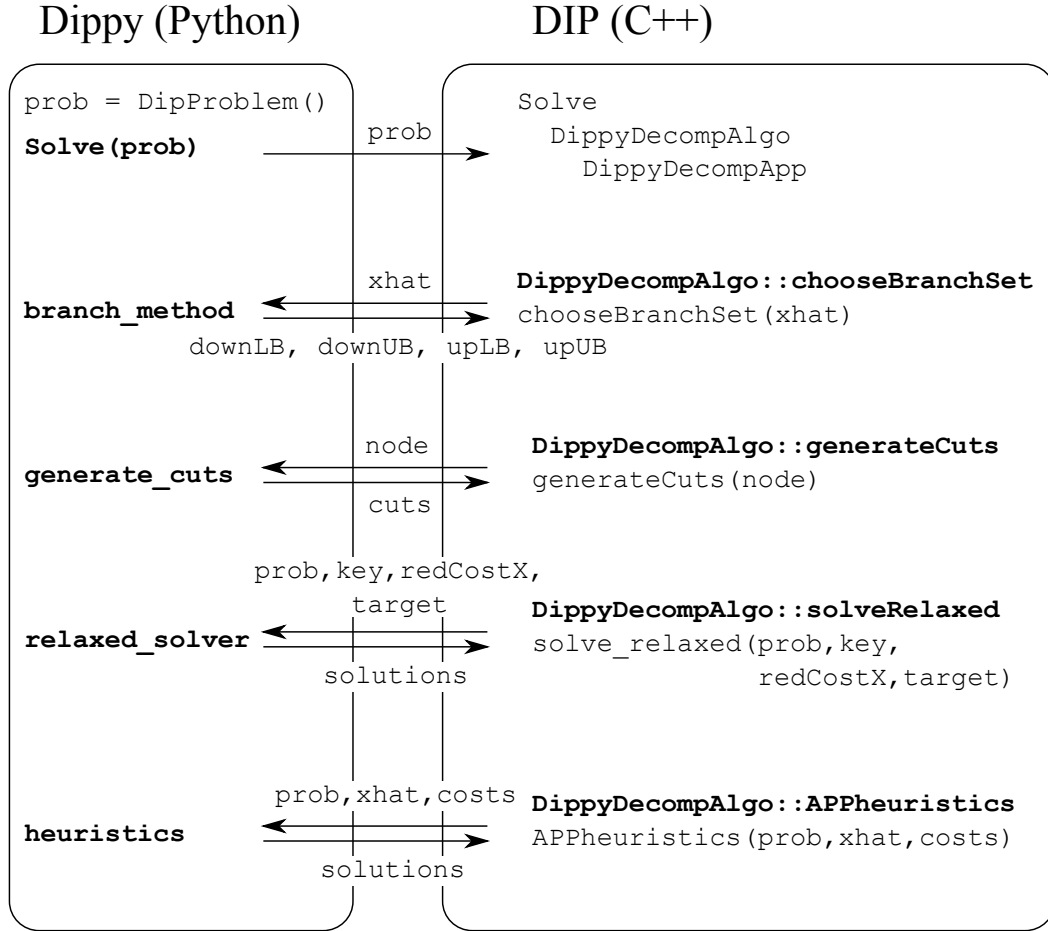 Dippy (Python)
DIP (C++)
prob = DipProblem()
Solve(prob)
prob
Solve
DippyDecompAlgo
DippyDecompApp
xhat
branch_method
downLB, downUB, upLB, upUB
DippyDecompAlgo::chooseBranchSet
chooseBranchSet(xhat)
node
generate_cuts
cuts
DippyDecompAlgo::generateCuts
generateCuts(node)
prob,key,redCostX,
target
relaxed_solver
solutions
DippyDecompAlgo::solveRelaxed
solve_relaxed(prob,key,
redCostX,target)
prob,xhat,costs
heuristics
solutions
DippyDecompAlgo::APPheuristics
APPheuristics(prob,xhat,costs)